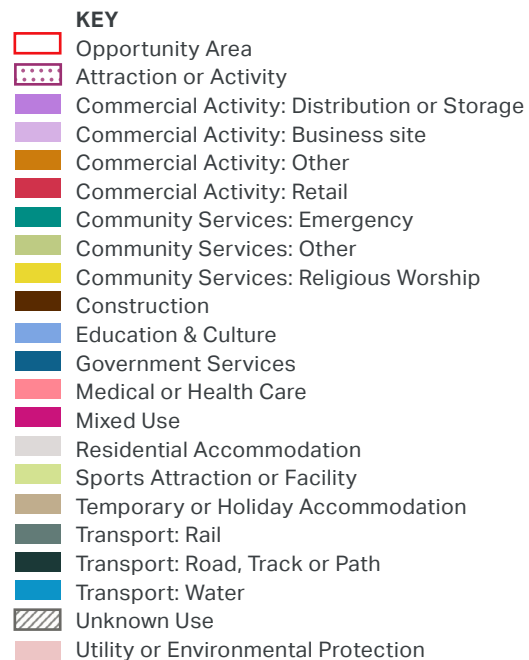 KEY
Opportunity Area
Attraction or Activity
Commercial Activity: Distribution or Storage
Commercial Activity: Business site
Commercial Activity: Other
Commercial Activity: Retail
Community Services: Emergency
Community Services: Other
Community Services: Religious Worship
Construction
Education & Culture
Government Services
Medical or Health Care
Mixed Use
Residential Accommodation
Sports Attraction or Facility
Temporary or Holiday Accommodation
Transport: Rail
Transport: Road, Track or Path
Transport: Water
Unknown Use
Utility or Environmental Protection